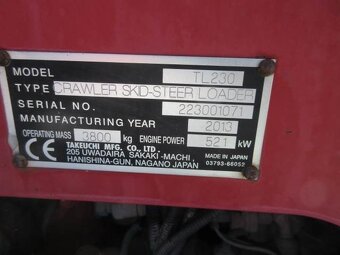 MODEL TL230
TYPE CRAWLER SKID-STEER LOADER
SERIAL NO. 223001071
MANUFACTURING YEAR 2013
OPERATING MASS 3800 kg ENGINE POWER 52.1 kW
CE TAKEUCHI MFG. CO., LTD.
205 UWADAIRA SAKAKI-MACHI, MADE IN JAPAN
HANISHINA-GUN, NAGANO JAPAN 03793-66052